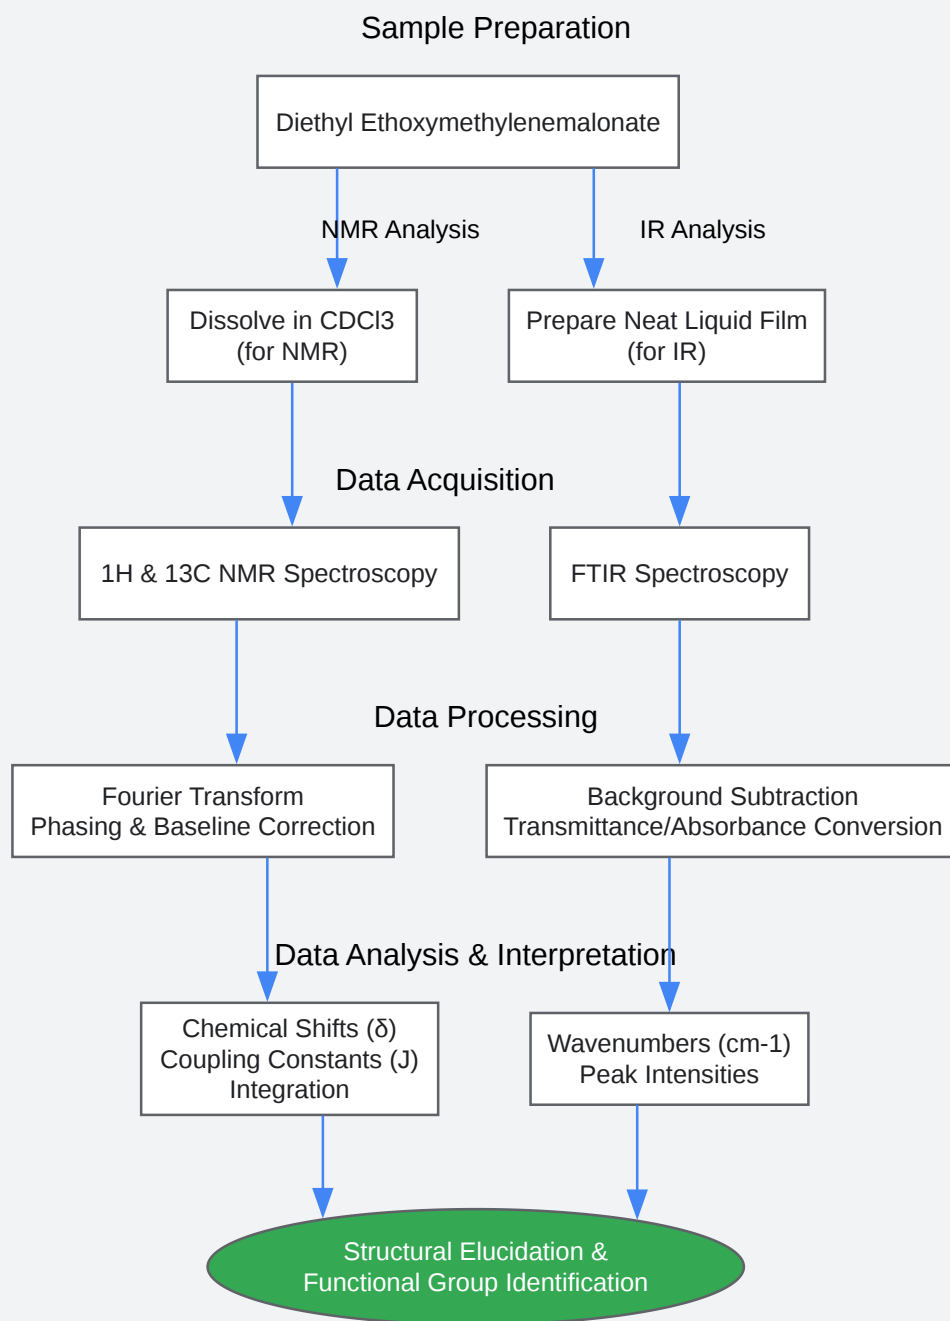 Sample Preparation
Diethyl Ethoxymethylenemalonate
NMR Analysis
IR Analysis
Dissolve in CDCl3
(for NMR)
Prepare Neat Liquid Film
(for IR)
Data Acquisition
1H & 13C NMR Spectroscopy
FTIR Spectroscopy
Data Processing
Fourier Transform
Phasing & Baseline Correction
Background Subtraction
Transmittance/Absorbance Conversion
Data Analysis & Interpretation
Chemical Shifts (δ)
Coupling Constants (J)
Integration
Wavenumbers (cm-1)
Peak Intensities
Structural Elucidation &
Functional Group Identification